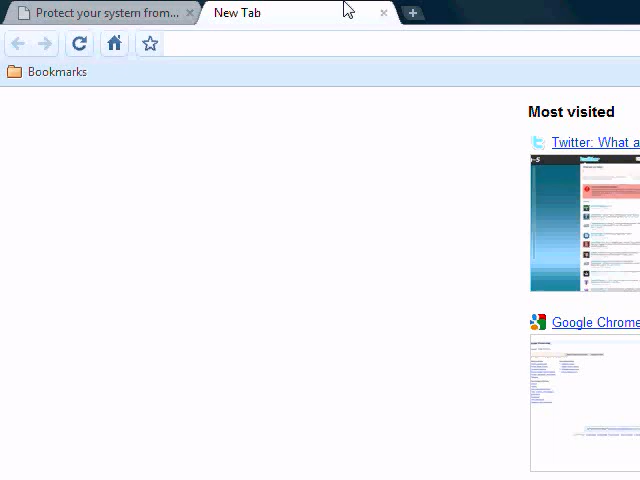 Protect your system from...
New Tab
Bookmarks
Most visited
Twitter: What a
Google Chrome